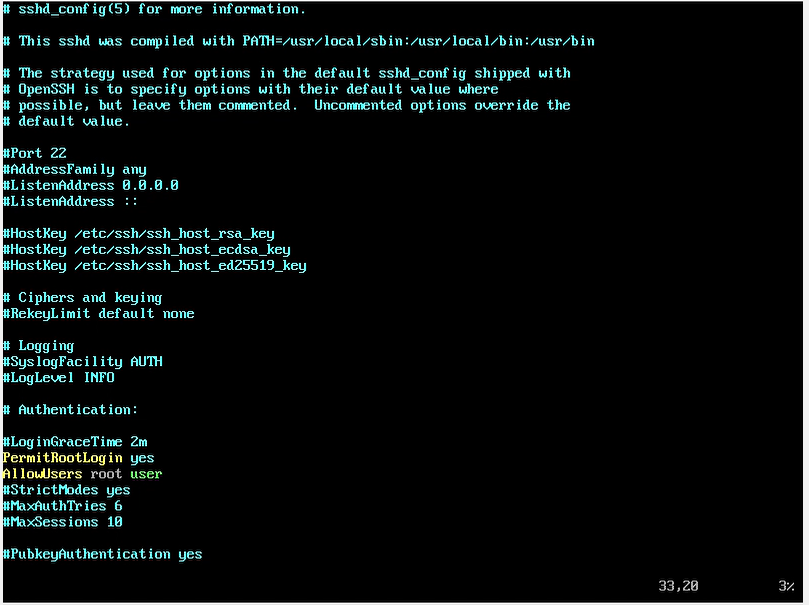 # sshd_config(5) for more information.
# This sshd was compiled with PATH=/usr/local/sbin:/usr/local/bin:/usr/bin
# The strategy used for options in the default sshd_config shipped with
# OpenSSH is to specify options with their default value where
# possible, but leave them commented.  Uncommented options override the
# default value.
#Port 22
#AddressFamily any
#ListenAddress 0.0.0.0
#ListenAddress ::
#HostKey /etc/ssh/ssh_host_rsa_key
#HostKey /etc/ssh/ssh_host_ecdsa_key
#HostKey /etc/ssh/ssh_host_ed25519_key
# Ciphers and keying
#RekeyLimit default none
# Logging
#SyslogFacility AUTH
#LogLevel INFO
# Authentication:
#LoginGraceTime 2m
PermitRootLogin yes
AllowUsers root user
#StrictModes yes
#MaxAuthTries 6
#MaxSessions 10
#PubkeyAuthentication yes
33,20 3%